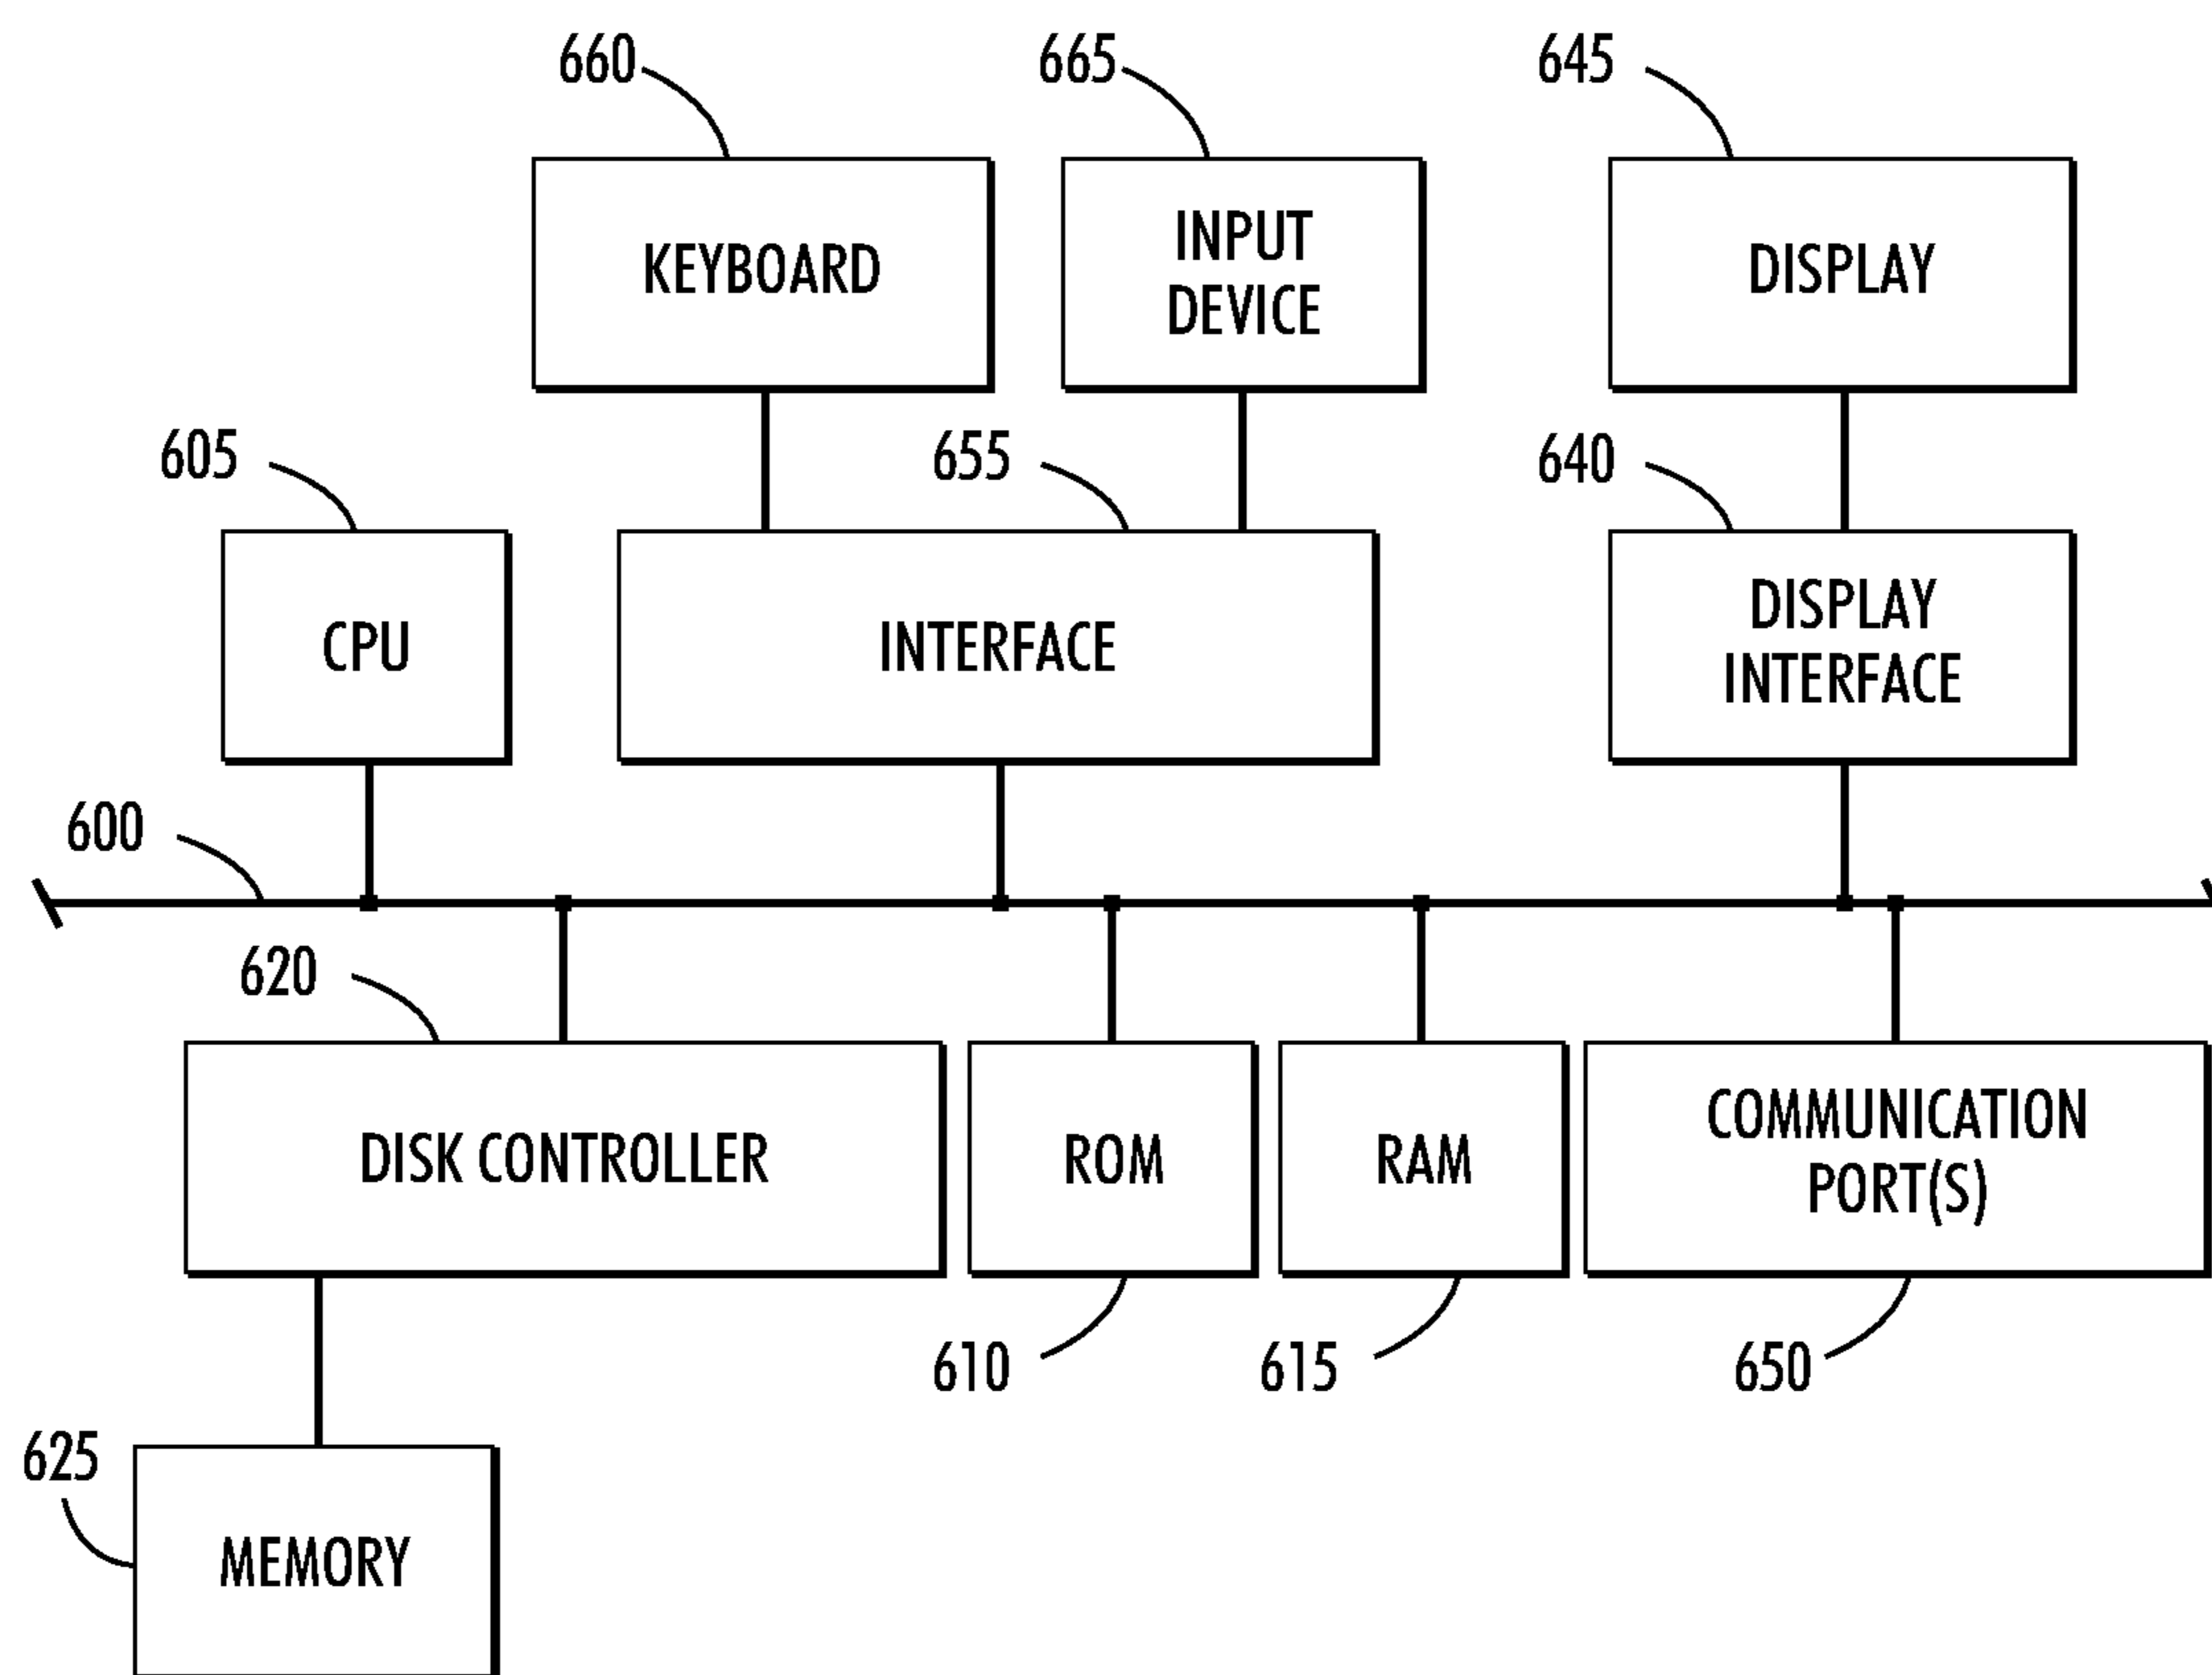 660
665
645
KEYBOARD
INPUT
DEVICE
DISPLAY
605
655
640
CPU
INTERFACE
DISPLAY
INTERFACE
600
620
DISK CONTROLLER
ROM
RAM
COMMUNICATION
PORT(S)
610
615
650
625
MEMORY